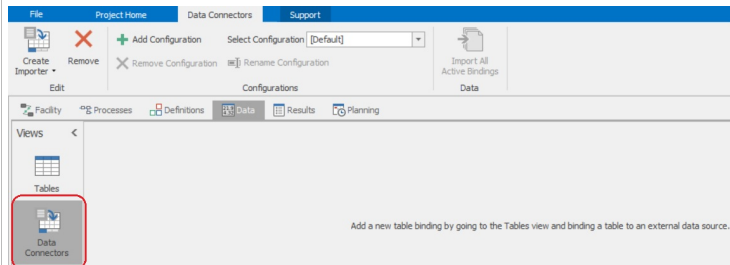 File Project Home Data Connectors Support
Create Importer Remove
Add Configuration Select Configuration [Default]
Remove Configuration Rename Configuration
Import All Active Bindings
Edit Configurations Data
Facility Processes Definitions Data Results Planning
Views <
Tables
Data
Connectors
Add a new table binding by going to the Tables view and binding a table to an external data source.